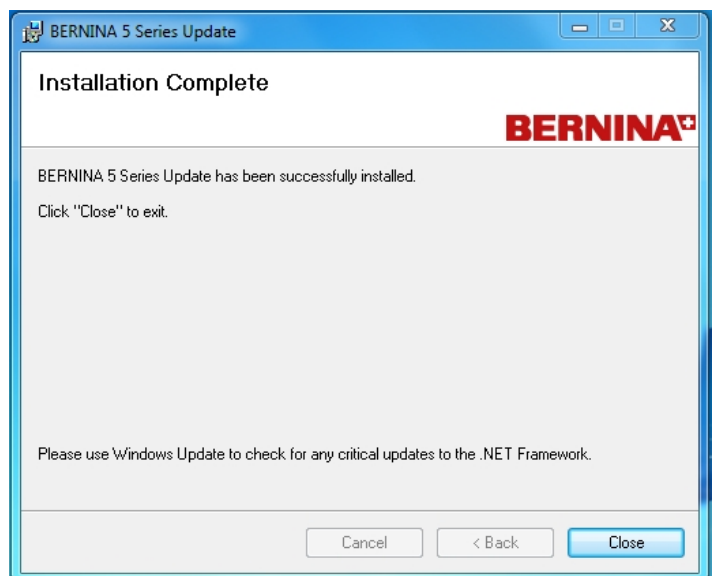 BERNINA 5 Series Update
Installation Complete
BERNINA
BERNINA 5 Series Update has been successfully installed.
Click "Close" to exit.
Please use Windows Update to check for any critical updates to the .NET Framework.
Cancel
< Back
Close